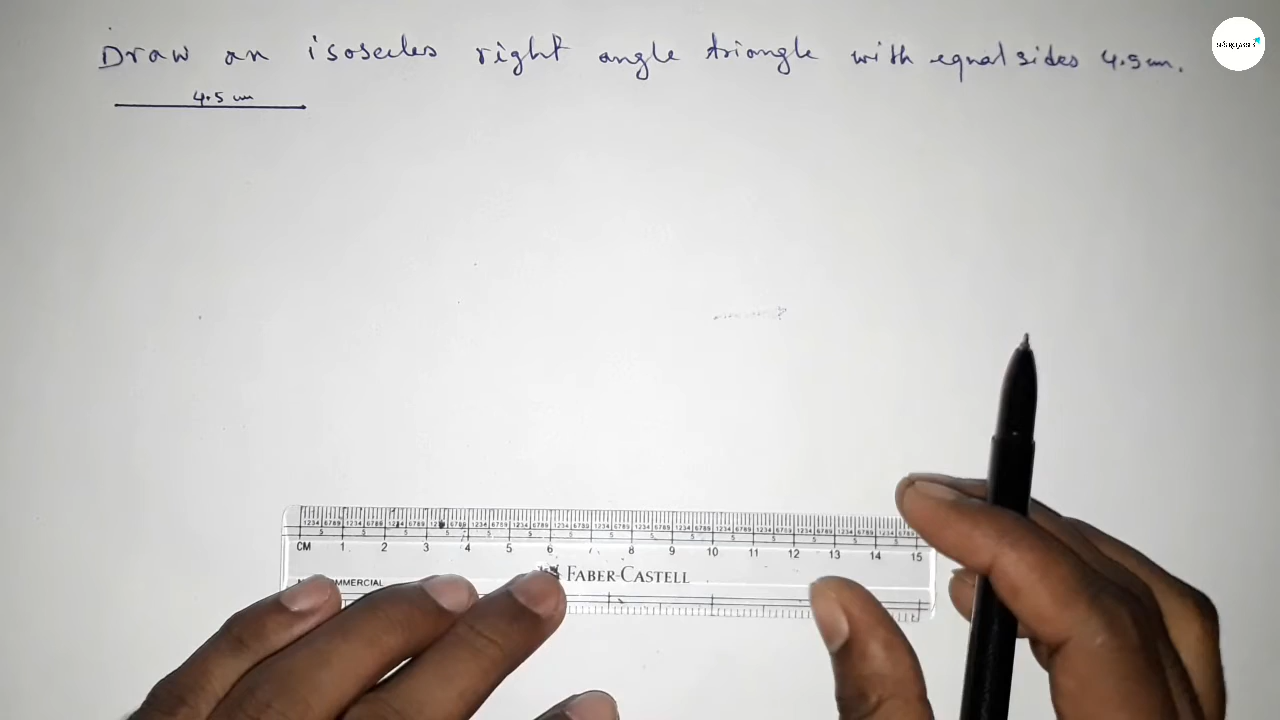 Draw an isosceles right angle triangle with equal sides 4.5 cm.
4.5 cm
CM 1 2 3 4 5 6 7 8 9 10 11 12 13 14 15
FABER-CASTELL